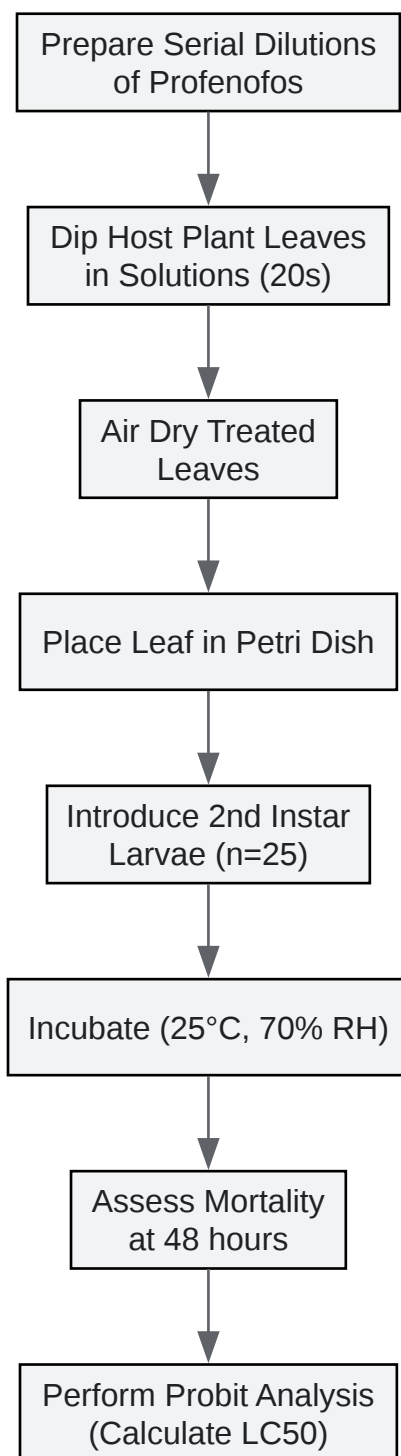 Prepare Serial Dilutions
of Profenofos
Dip Host Plant Leaves
in Solutions (20s)
Air Dry Treated
Leaves
Place Leaf in Petri Dish
Introduce 2nd Instar
Larvae (n=25)
Incubate (25°C, 70% RH)
Assess Mortality
at 48 hours
Perform Probit Analysis
(Calculate LC50)